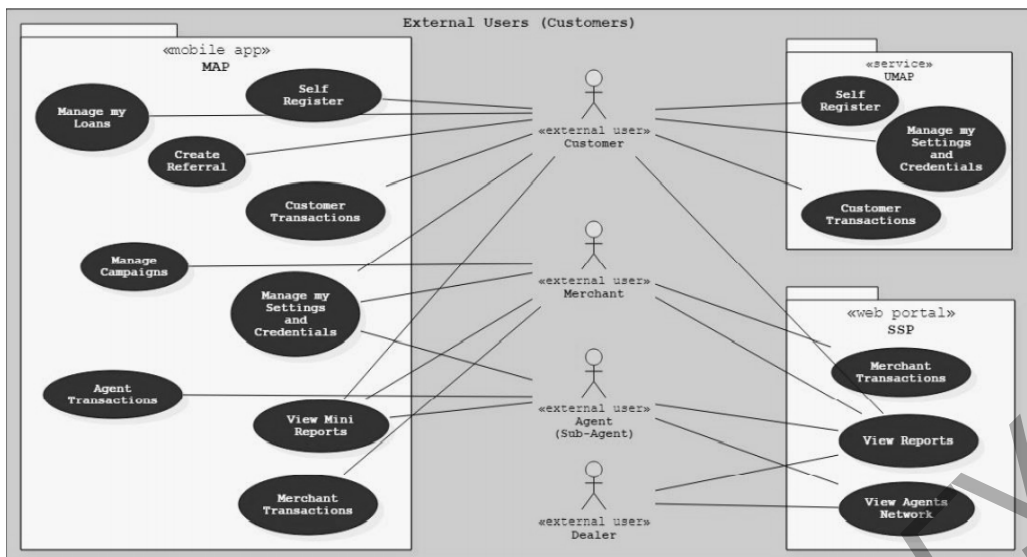 External Users (Customers)
«mobile app»
MAP
Self
Register
Manage my
Loans
Create
Referral
Customer
Transactions
Manage
Campaigns
Manage my
Settings
and
Credentials
Agent
Transactions
View Mini
Reports
Merchant
Transactions
«external user»
Customer
«external user»
Merchant
«external user»
Agent
(Sub-Agent)
«external user»
Dealer
«service»
UMAP
Self
Register
Manage my
Settings
and
Credentials
Customer
Transactions
«web portal»
SSP
Merchant
Transactions
View Reports
View Agents
Network